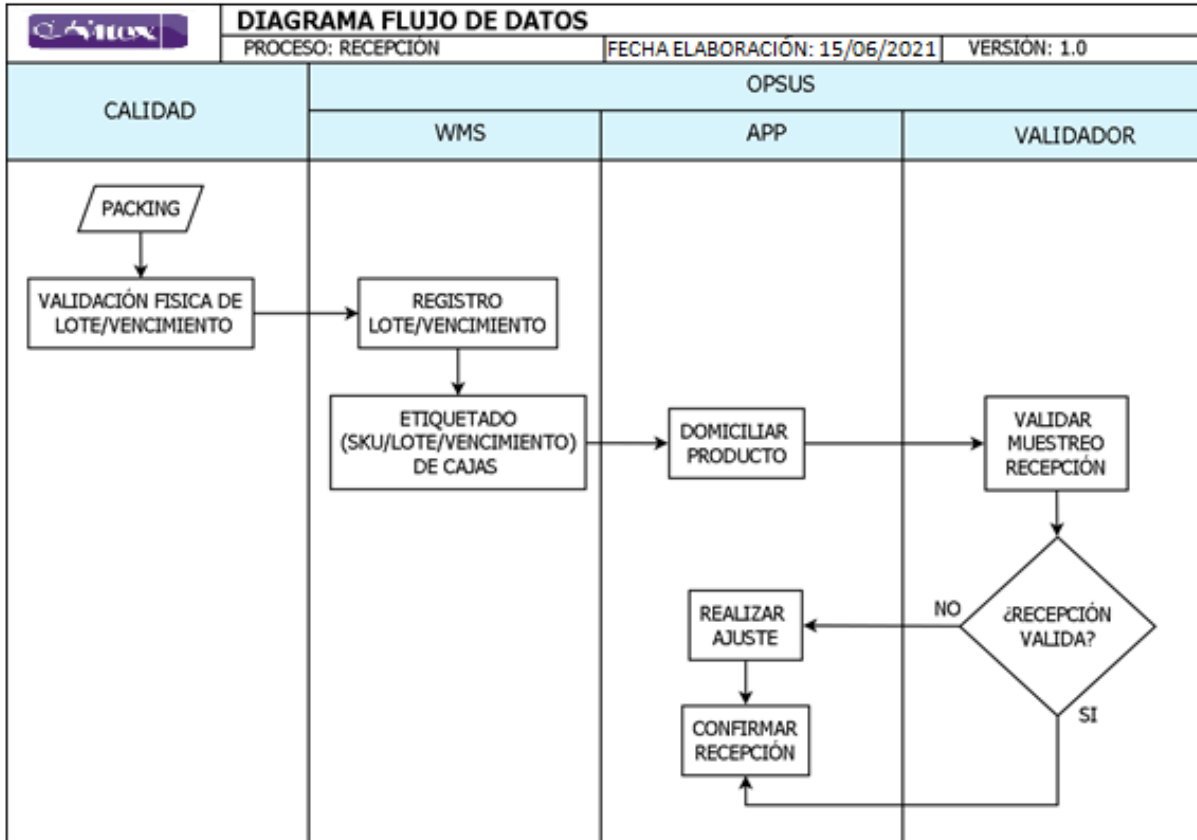 DIAGRAMA FLUJO DE DATOS
PROCESO: RECEPCIÓN
FECHA ELABORACIÓN: 15/06/2021
VERSIÓN: 1.0
CALIDAD
OPSUS
WMS
APP
VALIDADOR
PACKING
VALIDACIÓN FISICA DE
LOTE/VENCIMIENTO
REGISTRO
LOTE/VENCIMIENTO
ETIQUETADO
(SKU/LOTE/VENCIMIENTO)
DE CAJAS
DOMICILIAR
PRODUCTO
VALIDAR
MUESTREO
RECEPCIÓN
¿RECEPCIÓN
VALIDA?
NO
SI
REALIZAR
AJUSTE
CONFIRMAR
RECEPCIÓN